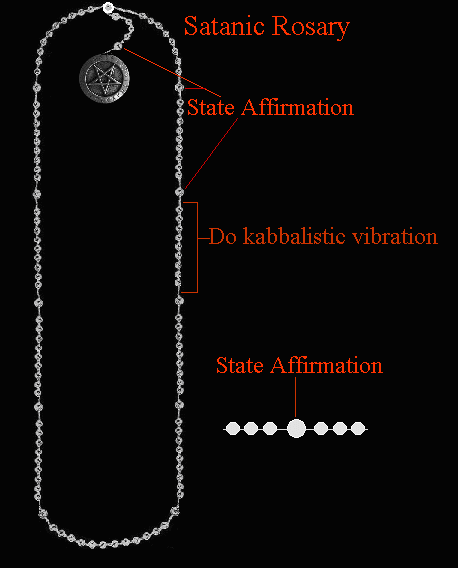 Satanic Rosary
State Affirmation
Do kabbalistic vibration
State Affirmation